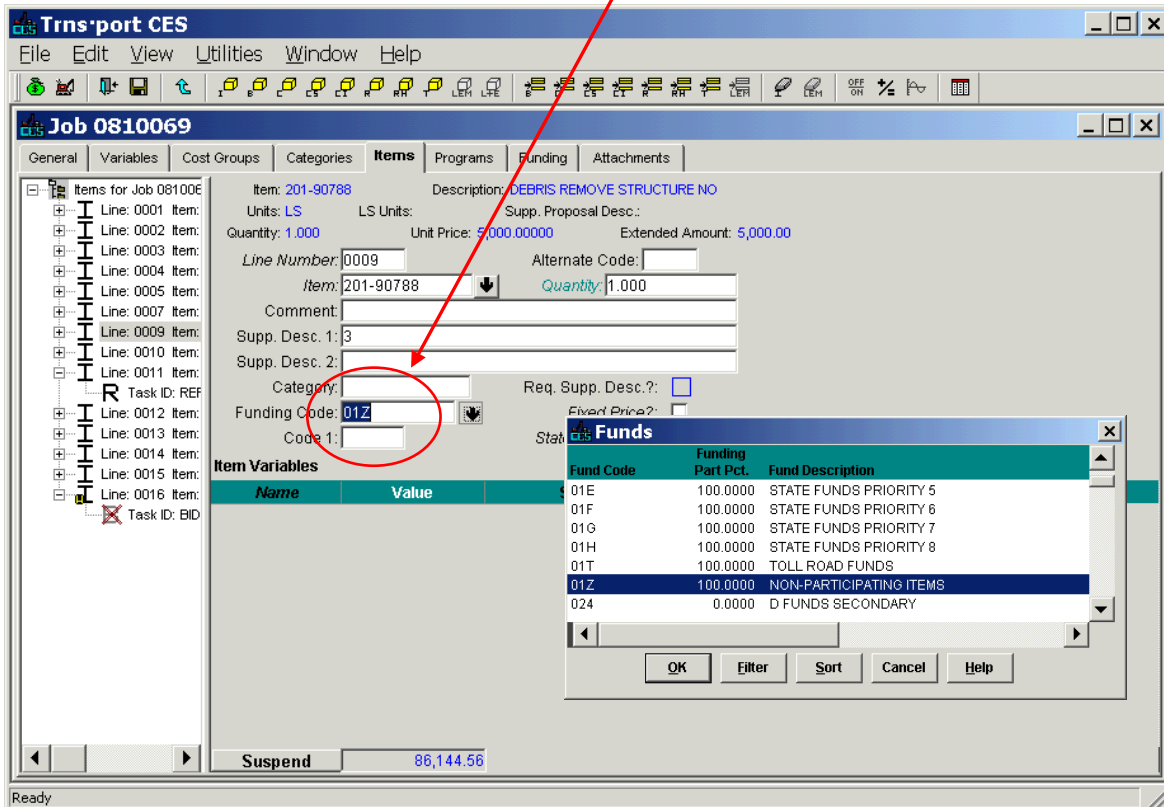 Trns·port CES
File Edit View Utilities Window Help
Job 0810069
General Variables Cost Groups Categories Items Programs Funding Attachments
Items for Job 081006
Line: 0001 Item:
Line: 0002 Item:
Line: 0003 Item:
Line: 0004 Item:
Line: 0005 Item:
Line: 0007 Item:
Line: 0009 Item:
Line: 0010 Item:
Line: 0011 Item:
R Task ID: REF
Line: 0012 Item:
Line: 0013 Item:
Line: 0014 Item:
Line: 0015 Item:
Line: 0016 Item:
Task ID: BID
Item: 201-90788 Description: DEBRIS REMOVE STRUCTURE NO
Units: LS LS Units: Supp. Proposal Desc.:
Quantity: 1.000 Unit Price: 5,000.00000 Extended Amount: 5,000.00
Line Number: 0009 Alternate Code:
Item: 201-90788 Quantity: 1.000
Comment:
Supp. Desc. 1: 3
Supp. Desc. 2:
Category: Req. Supp. Desc.?:
Funding Code: 01Z Fixed Price?:
Code 1: Stat
Item Variables
Name Value S
Funds
Fund Code Funding Part Pct. Fund Description
01E 100.0000 STATE FUNDS PRIORITY 5
01F 100.0000 STATE FUNDS PRIORITY 6
01G 100.0000 STATE FUNDS PRIORITY 7
01H 100.0000 STATE FUNDS PRIORITY 8
01T 100.0000 TOLL ROAD FUNDS
01Z 100.0000 NON-PARTICIPATING ITEMS
024 0.0000 D FUNDS SECONDARY
OK Filter Sort Cancel Help
Suspend 86,144.56
Ready